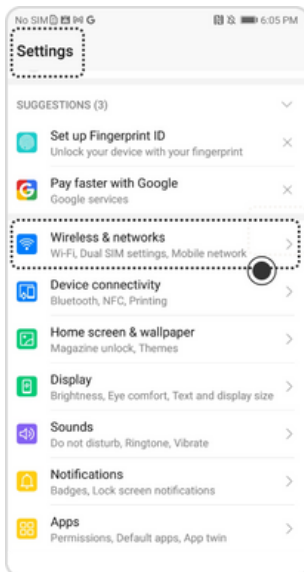 No SIM G 6:05 PM
Settings
SUGGESTIONS (3)
Set up Fingerprint ID
Unlock your device with your fingerprint
Pay faster with Google
Google services
Wireless & networks
Wi-Fi, Dual SIM settings, Mobile network
Device connectivity
Bluetooth, NFC, Printing
Home screen & wallpaper
Magazine unlock, Themes
Display
Brightness, Eye comfort, Text and display size
Sounds
Do not disturb, Ringtone, Vibrate
Notifications
Badges, Lock screen notifications
Apps
Permissions, Default apps, App twin